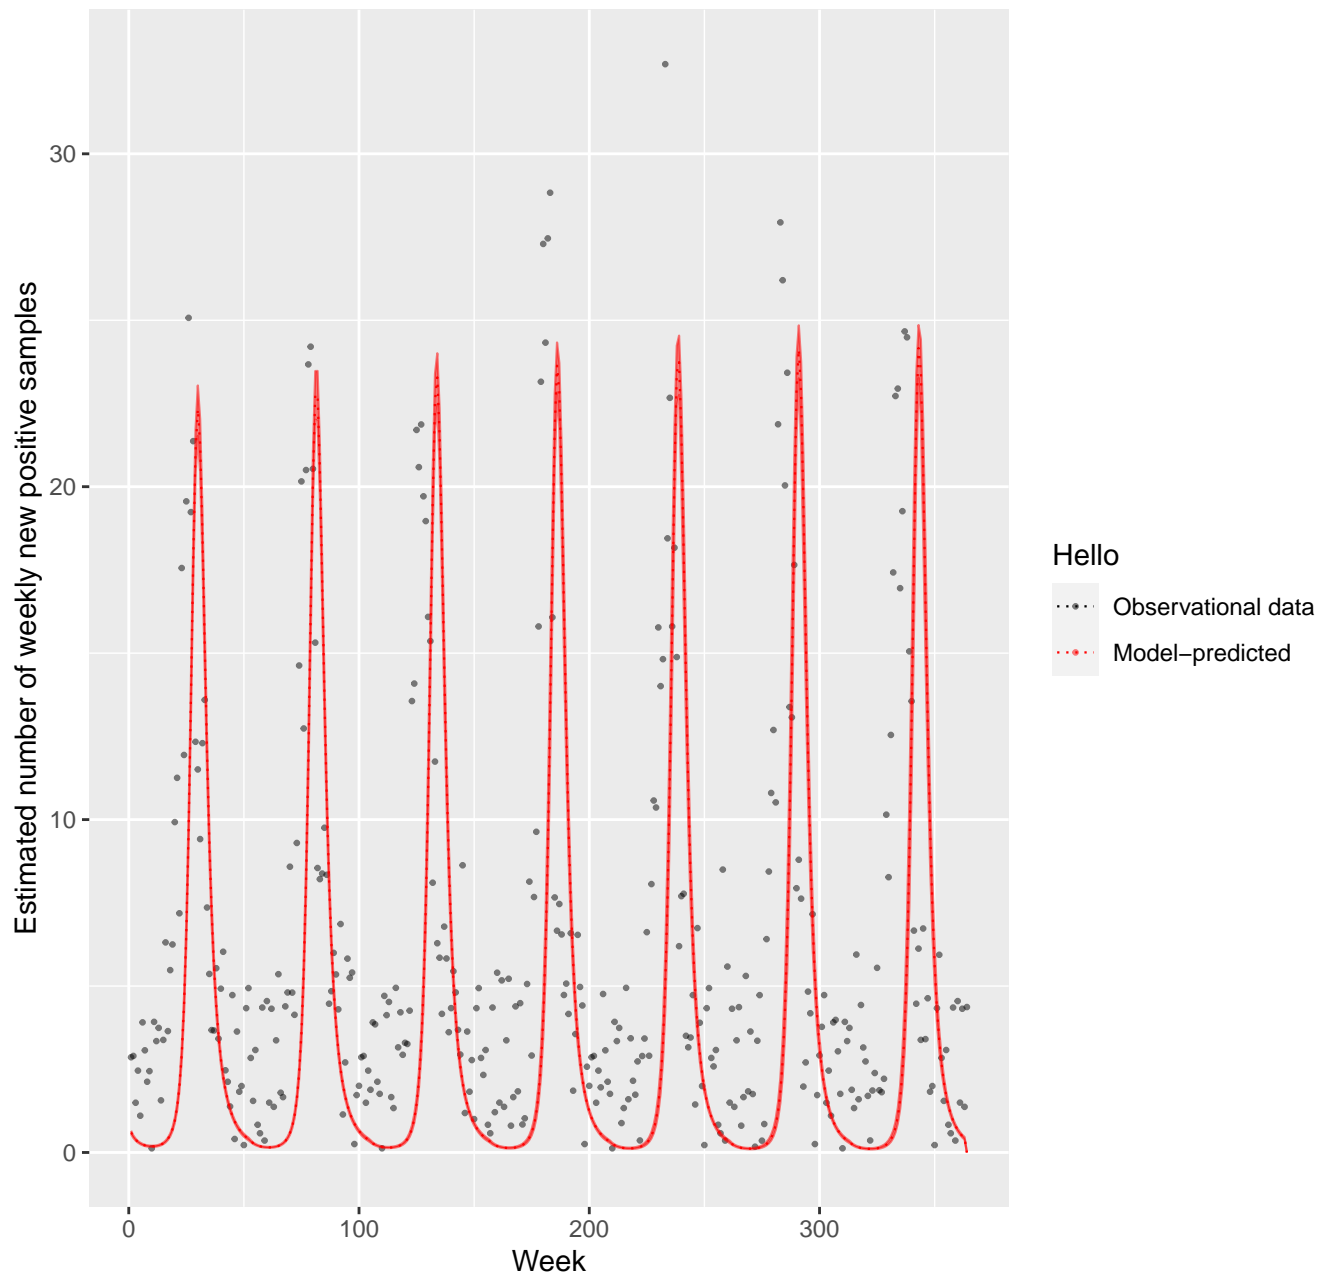 30
20
10
0
0
100
200
300
Week
Estimated number of weekly new positive samples
Hello
Observational data
Model−predicted